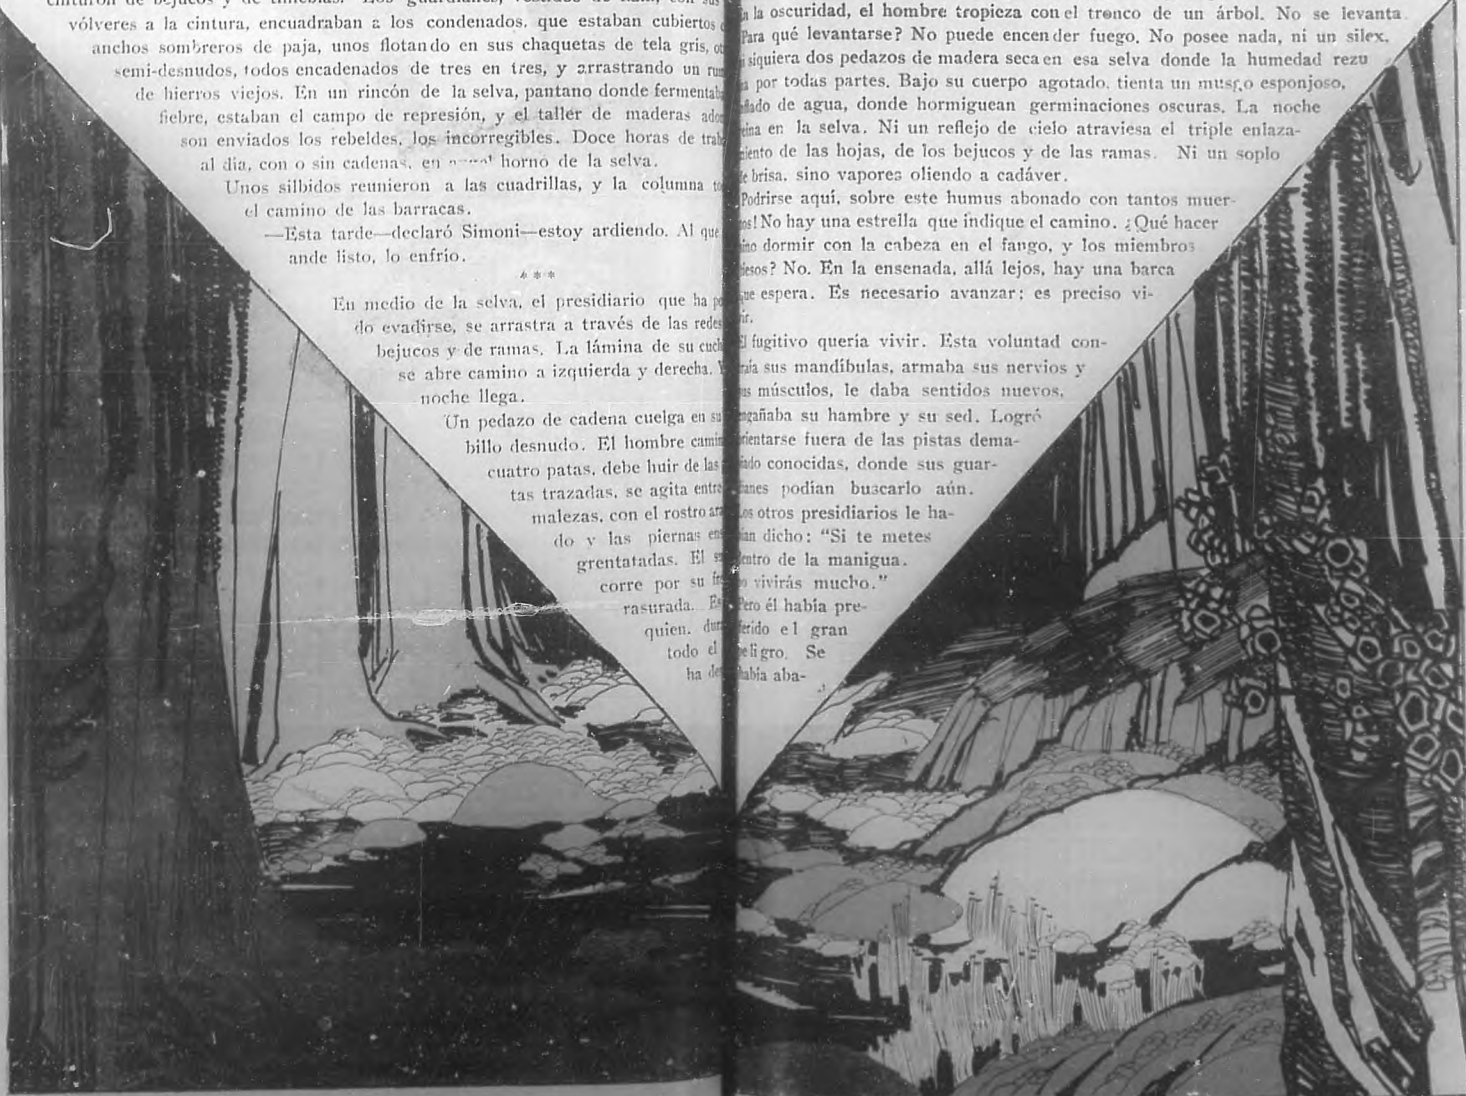 vólveres a la cintura, encuadraban a los condenados. que estaban cubiertos
anchos sombreros de paja, unos flotando en sus chaquetas de tela gris,
semi-desnudos, todos encadenados de tres en tres, y arrastrando un
de hierros viejos. En un rincón de la selva, pantano donde
fiebre, estaban el campo de represión, y el taller de maderas
son enviados los rebeldes, los incorregibles. Doce horas de
al día, con o sin cadenas, en horno de la selva.
Unos silbidos reunieron a las cuadrillas, y la columna
el camino de las barracas.
—Esta tarde—declaró Simoni—estoy ardiendo. Al que
ande listo, lo enfrío.
* * *
En medio de la selva, el presidiario que ha
do evadirse, se arrastra a través de las redes
bejucos y de ramas. La lámina de su
se abre camino a izquierda y derecha.
noche llega.
Un pedazo de cadena cuelga en
billo desnudo. El hombre
cuatro patas, debe huir de las
tas trazadas, se agita entre
malezas, con el rostro
do y las piernas
grentatadas. El
corre por su
rasurada.
quien,
todo el
ha
la oscuridad, el hombre tropieza con el tronco de un árbol. No se levanta
Para qué levantarse? No puede encender fuego. No posee nada, ni un silex,
siquiera dos pedazos de madera seca en esa selva donde la humedad rezu
por todas partes. Bajo su cuerpo agotado, tienta un musgo esponjoso,
de agua, donde hormiguean germinaciones oscuras. La noche
en la selva. Ni un reflejo de cielo atraviesa el triple enlaza-
miento de las hojas, de los bejucos y de las ramas. Ni un soplo
brisa, sino vapores oliendo a cadáver.
Podrirse aquí, sobre este humus abonado con tantos muer-
No hay una estrella que indique el camino. ¿Qué hacer
dormir con la cabeza en el fango, y los miembros
No. En la ensenada, allá lejos, hay una barca
que espera. Es necesario avanzar; es preciso vi-
ir.
El fugitivo quería vivir. Esta voluntad con-
sus mandíbulas, armaba sus nervios y
músculos, le daba sentidos nuevos,
engañaba su hambre y su sed. Logró
orientarse fuera de las pistas dema-
conocidas, donde sus guar-
podían buscarlo aún.
otros presidiarios le ha-
dicho: “Si te metes
dentro de la manigua.
vivirás mucho.”
Pero él había pre-
ferido el gran
peligro. Se
había aba-